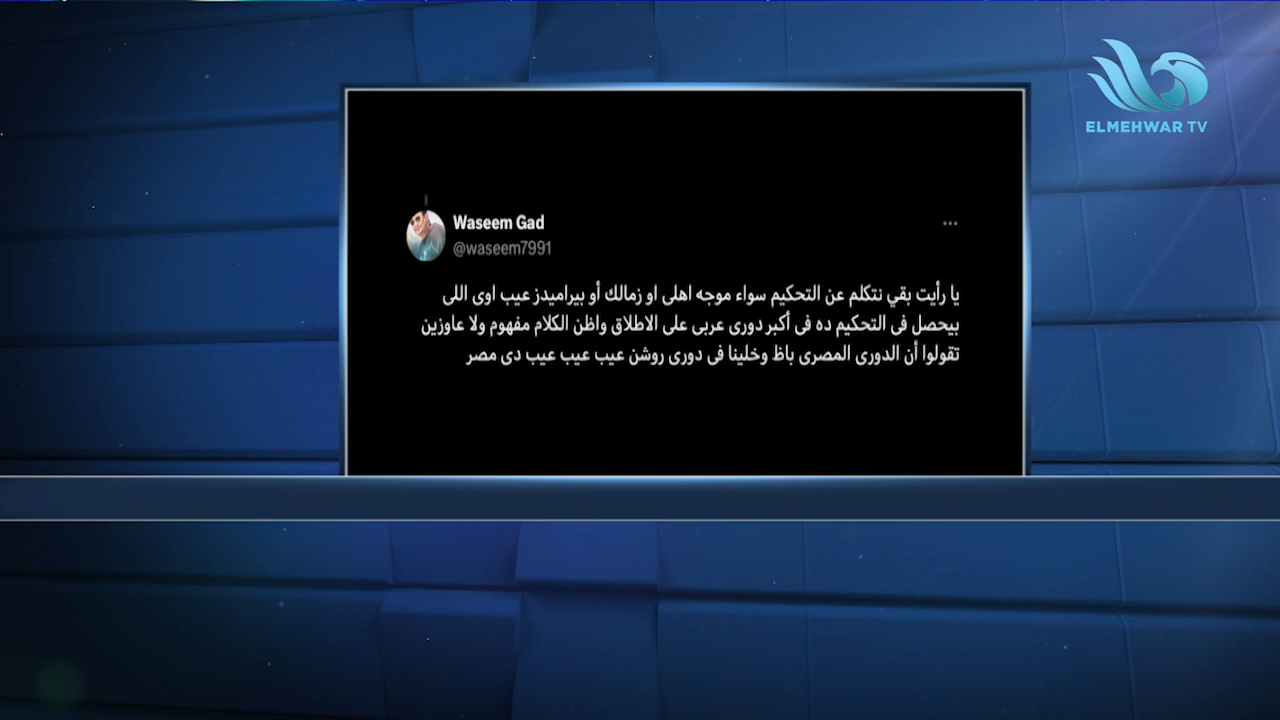 ELMEHWAR TV
Waseem Gad
@waseem7991
يا رأيت بقي نتكلم عن التحكيم سواء موجه اهلى او زمالك أو بيراميدز عيب اوى اللى
بيحصل فى التحكيم ده فى أكبر دورى عربى على الاطلاق واظن الكلام مفهوم ولا عاوزين
تقولوا أن الدورى المصرى باظ وخلينا فى دورى روشن عيب عيب عيب دى مصر